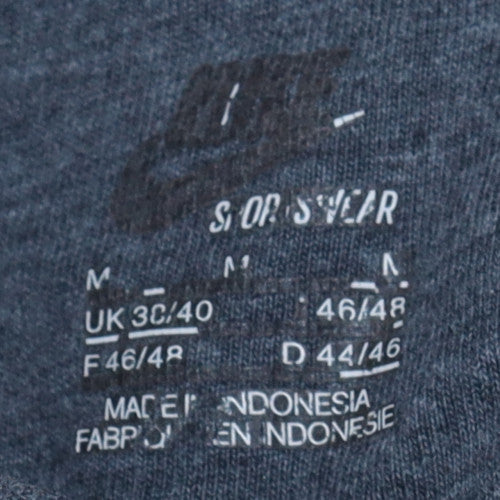 SPORTSWEAR
M M M
UK 38/40 I 46/48
F 46/48 D 44/46
MADE IN INDONESIA
FABRIQUÉ EN INDONESIE